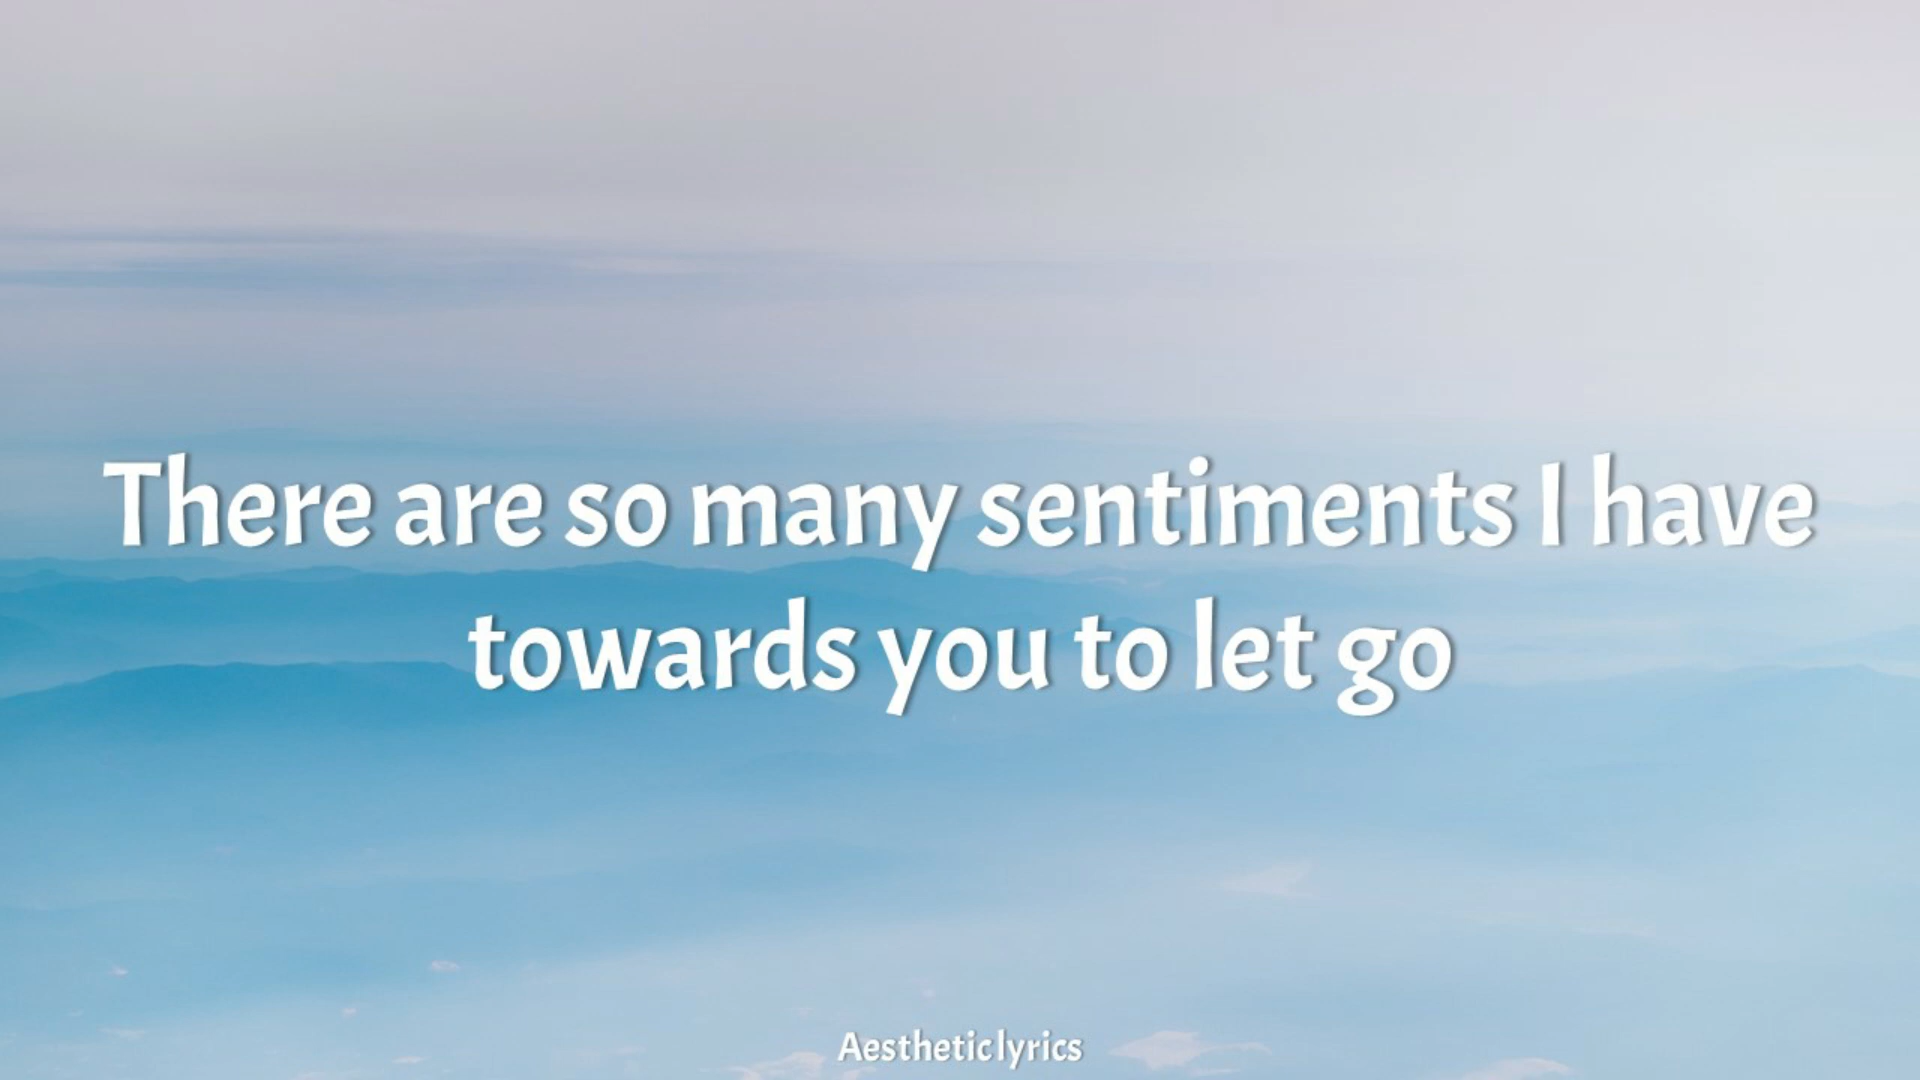 There are so many sentiments I have
towards you to let go
Aesthetic lyrics